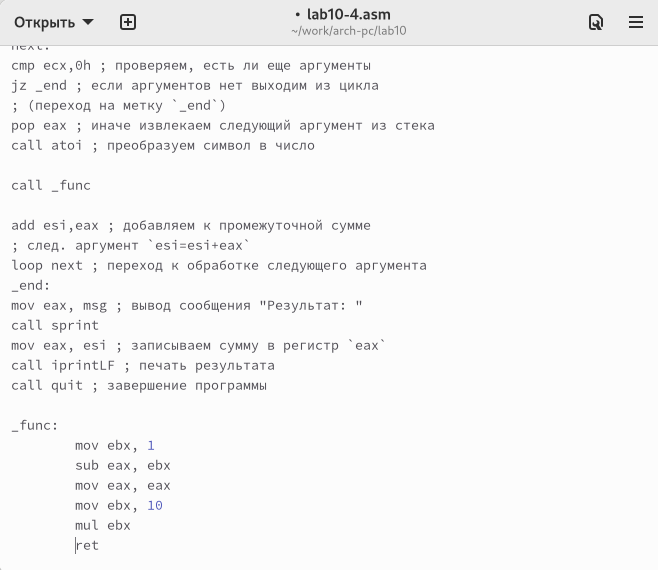 Открыть
• lab10-4.asm
~/work/arch-pc/lab10
next:
cmp ecx,0h ; проверяем, есть ли еще аргументы
jz _end ; если аргументов нет выходим из цикла
; (переход на метку `_end`)
pop eax ; иначе извлекаем следующий аргумент из стека
call atoi ; преобразуем символ в число
call _func
add esi,eax ; добавляем к промежуточной сумме
; след. аргумент `esi=esi+eax`
loop next ; переход к обработке следующего аргумента
_end:
mov eax, msg ; вывод сообщения "Результат: "
call sprint
mov eax, esi ; записываем сумму в регистр `eax`
call iprintLF ; печать результата
call quit ; завершение программы
_func:
mov ebx, 1
sub eax, ebx
mov eax, eax
mov ebx, 10
mul ebx
ret